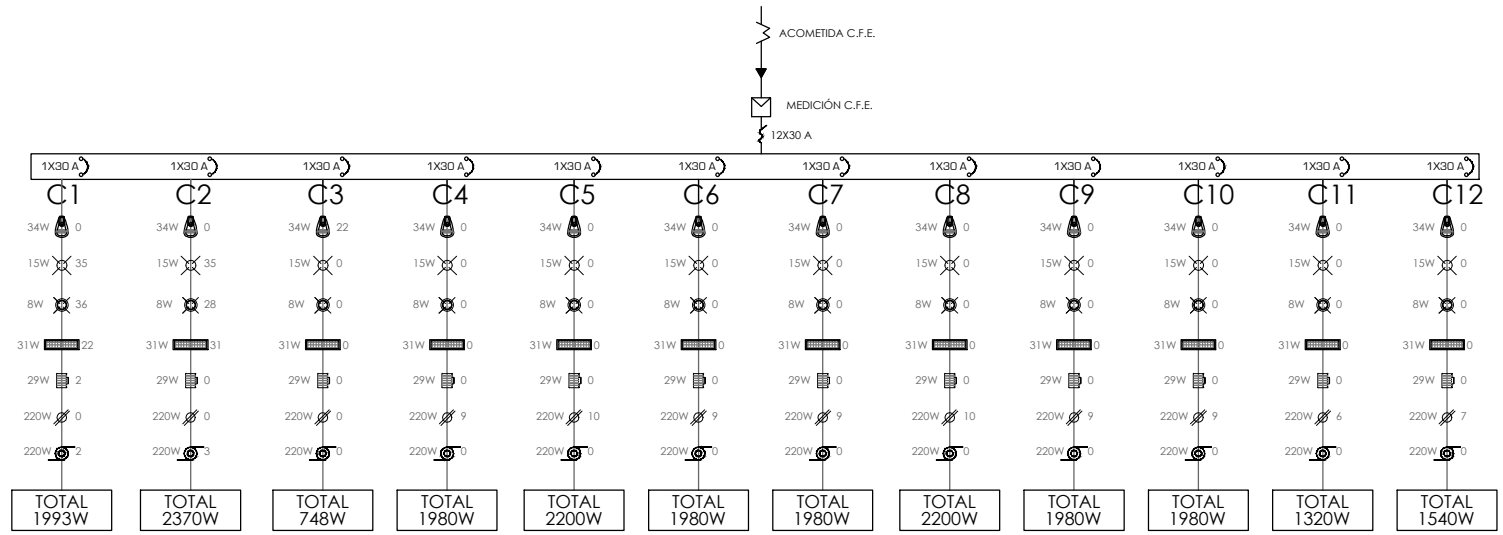 ACOMETIDA C.F.E.
MEDICIÓN C.F.E.
12X30 A
1X30 A 1X30 A 1X30 A 1X30 A 1X30 A 1X30 A 1X30 A 1X30 A 1X30 A 1X30 A 1X30 A 1X30 A
C1 C2 C3 C4 C5 C6 C7 C8 C9 C10 C11 C12
34W 0 34W 0 34W 22 34W 0 34W 0 34W 0 34W 0 34W 0 34W 0 34W 0 34W 0 34W 0
15W 35 15W 35 15W 0 15W 0 15W 0 15W 0 15W 0 15W 0 15W 0 15W 0 15W 0 15W 0
8W 36 8W 28 8W 0 8W 0 8W 0 8W 0 8W 0 8W 0 8W 0 8W 0 8W 0 8W 0
31W 22 31W 31 31W 0 31W 0 31W 0 31W 0 31W 0 31W 0 31W 0 31W 0 31W 0 31W 0
29W 2 29W 0 29W 0 29W 0 29W 0 29W 0 29W 0 29W 0 29W 0 29W 0 29W 0 29W 0
220W 0 220W 0 220W 0 220W 9 220W 10 220W 9 220W 9 220W 10 220W 9 220W 9 220W 6 220W 7
220W 2 220W 3 220W 0 220W 0 220W 0 220W 0 220W 0 220W 0 220W 0 220W 0 220W 0 220W 0
TOTAL TOTAL TOTAL TOTAL TOTAL TOTAL TOTAL TOTAL TOTAL TOTAL TOTAL TOTAL
1993W 2370W 748W 1980W 2200W 1980W 1980W 2200W 1980W 1980W 1320W 1540W